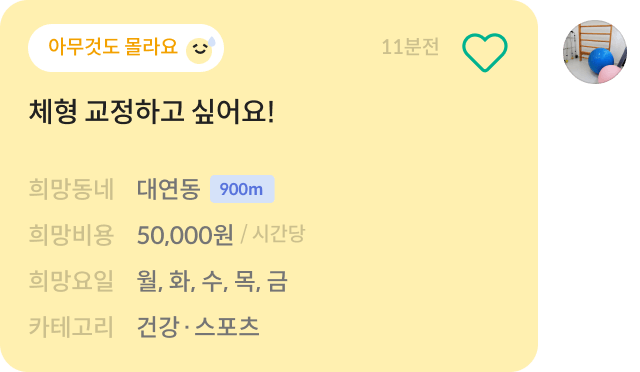 아무것도 몰라요
11분전
체형 교정하고 싶어요!
희망동네 대연동 900m
희망비용 50,000원 / 시간당
희망요일 월, 화, 수, 목, 금
카테고리 건강 · 스포츠